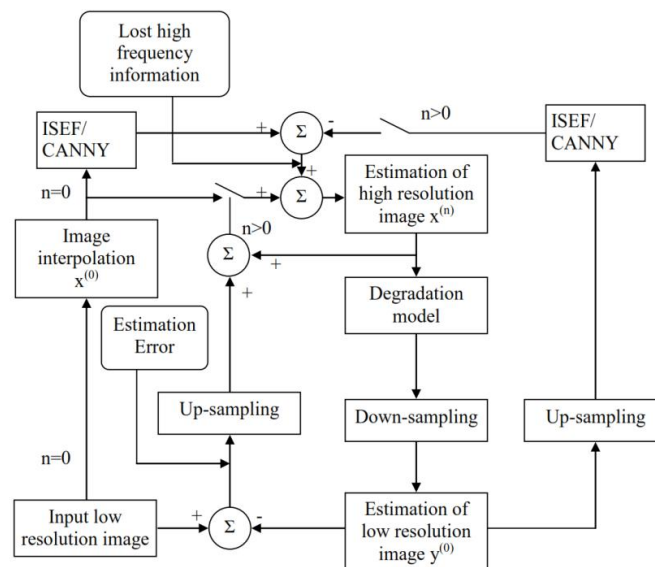 Lost high
frequency
information
ISEF/
CANNY
+
Σ
-
n>0
ISEF/
CANNY
n=0
+
+
Σ
Estimation of
high resolution
image x^(n)
Image
interpolation
x^(0)
n>0
Σ
+
+
Degradation
model
Estimation
Error
Up-sampling
Down-sampling
Up-sampling
n=0
Input low
resolution image
+
Σ
-
Estimation of
low resolution
image y^(0)